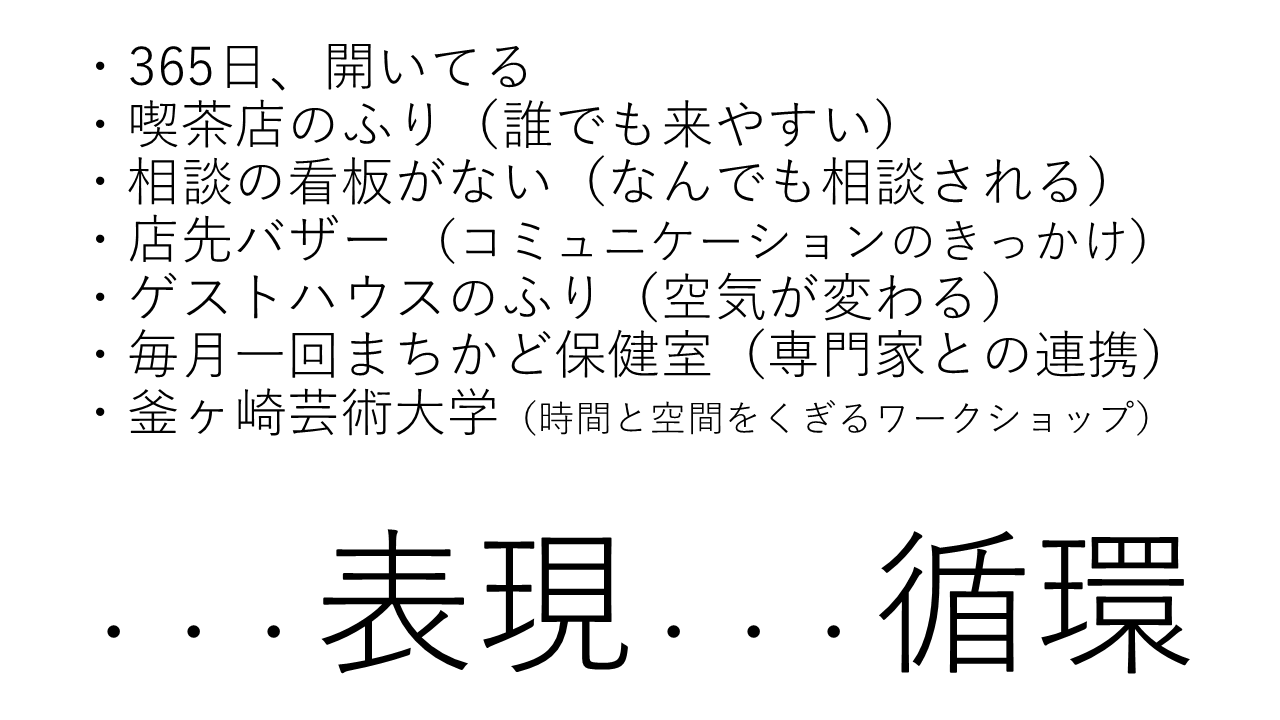 ・365日、開いてる
・喫茶店のふり（誰でも来やすい）
・相談の看板がない（なんでも相談される）
・店先バザー （コミュニケーションのきっかけ）
・ゲストハウスのふり（空気が変わる）
・毎月一回まちかど保健室（専門家との連携）
・釜ヶ崎芸術大学（時間と空間をくぎるワークショップ）
...表現...循環